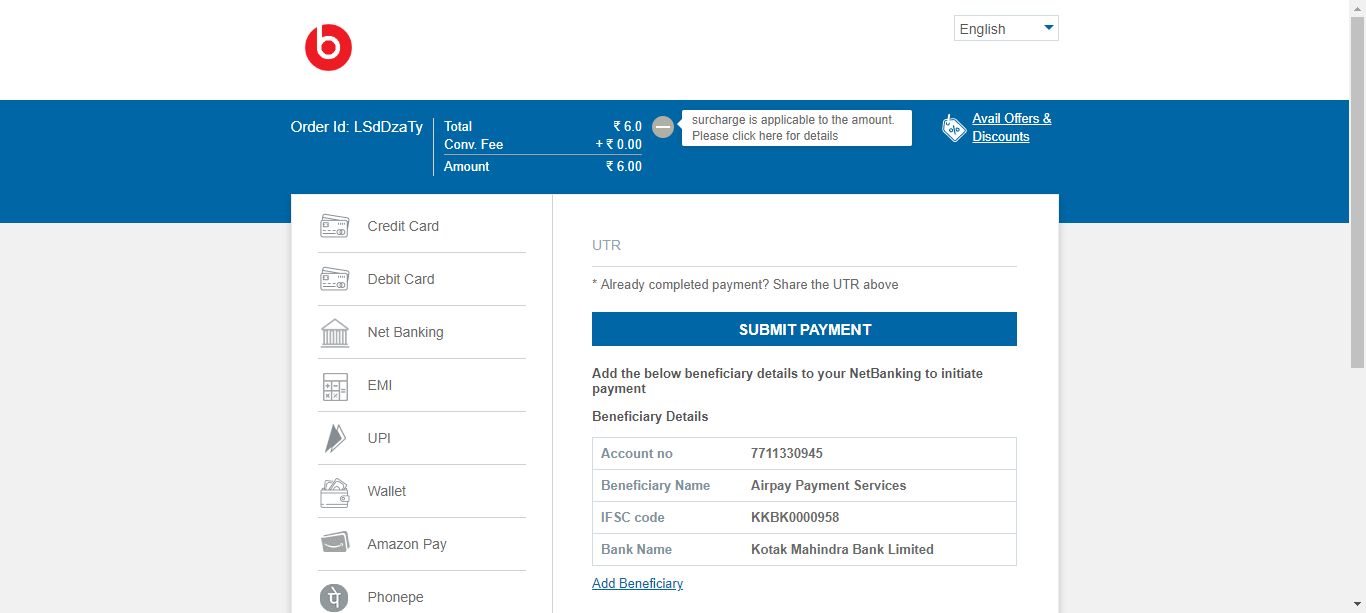 b
English
Order Id: LSdDzaTy
Total ₹ 6.0
Conv. Fee + ₹ 0.00
Amount ₹ 6.00
surcharge is applicable to the amount.
Please click here for details
%
Avail Offers &
Discounts
Credit Card
Debit Card
Net Banking
EMI
UPI
Wallet
Amazon Pay
पे Phonepe
UTR
* Already completed payment? Share the UTR above
SUBMIT PAYMENT
Add the below beneficiary details to your NetBanking to initiate
payment
Beneficiary Details
Account no 7711330945
Beneficiary Name Airpay Payment Services
IFSC code KKBK0000958
Bank Name Kotak Mahindra Bank Limited
Add Beneficiary